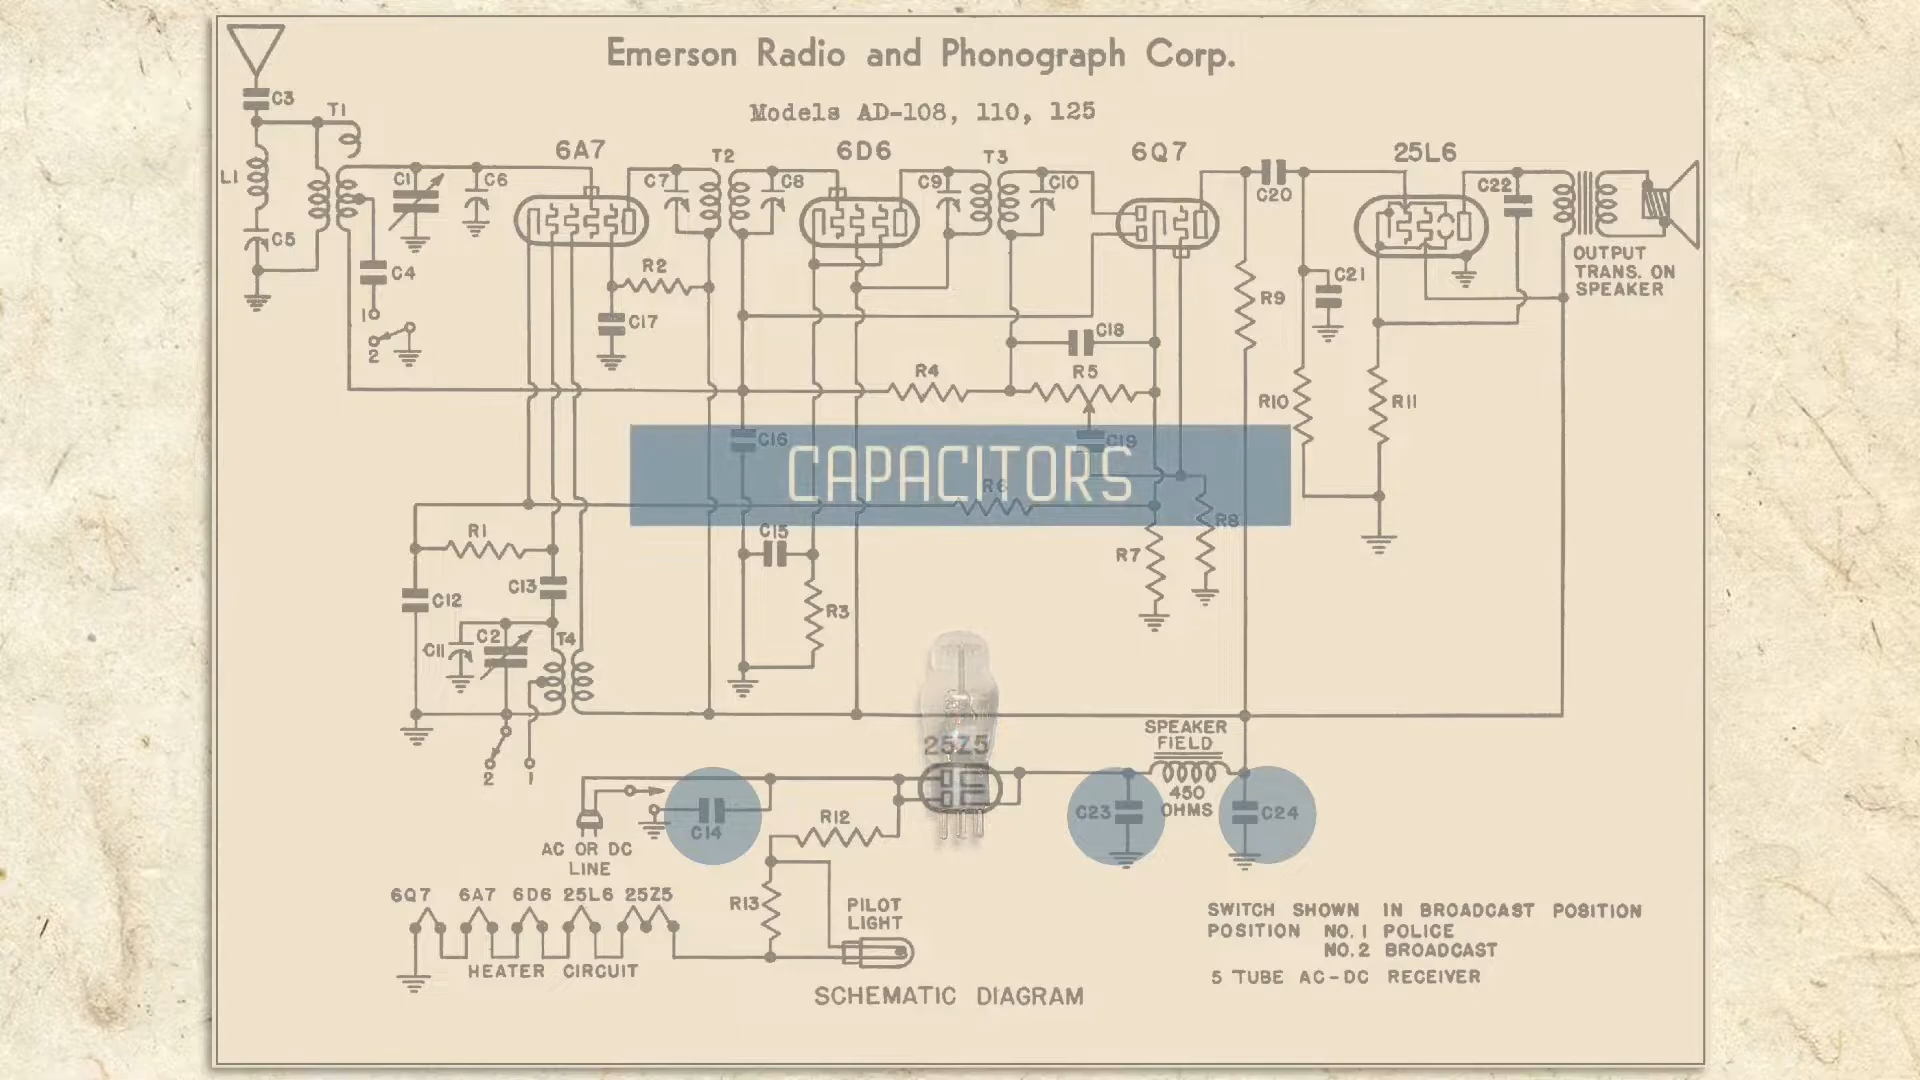 Emerson Radio and Phonograph Corp.
Models AD-108, 110, 125
C3
T1
6A7
T2
6D6
T3
6Q7
25L6
L1
C1
C6
C7
C8
C9
C10
C20
C22
C5
C4
R2
C17
C18
R9
C21
OUTPUT
TRANS. ON
SPEAKER
1
2
R4
R5
R10
R11
C16
C19
CAPACITORS
R6
R8
R1
C15
R7
C13
C12
R3
C11
C2
T4
2
1
25Z5
SPEAKER
FIELD
450
OHMS
C14
R12
C23
C24
AC OR DC
LINE
6Q7 6A7 6D6 25L6 25Z5
R13
PILOT
LIGHT
HEATER CIRCUIT
SWITCH SHOWN IN BROADCAST POSITION
POSITION NO.1 POLICE
NO.2 BROADCAST
5 TUBE AC-DC RECEIVER
SCHEMATIC DIAGRAM